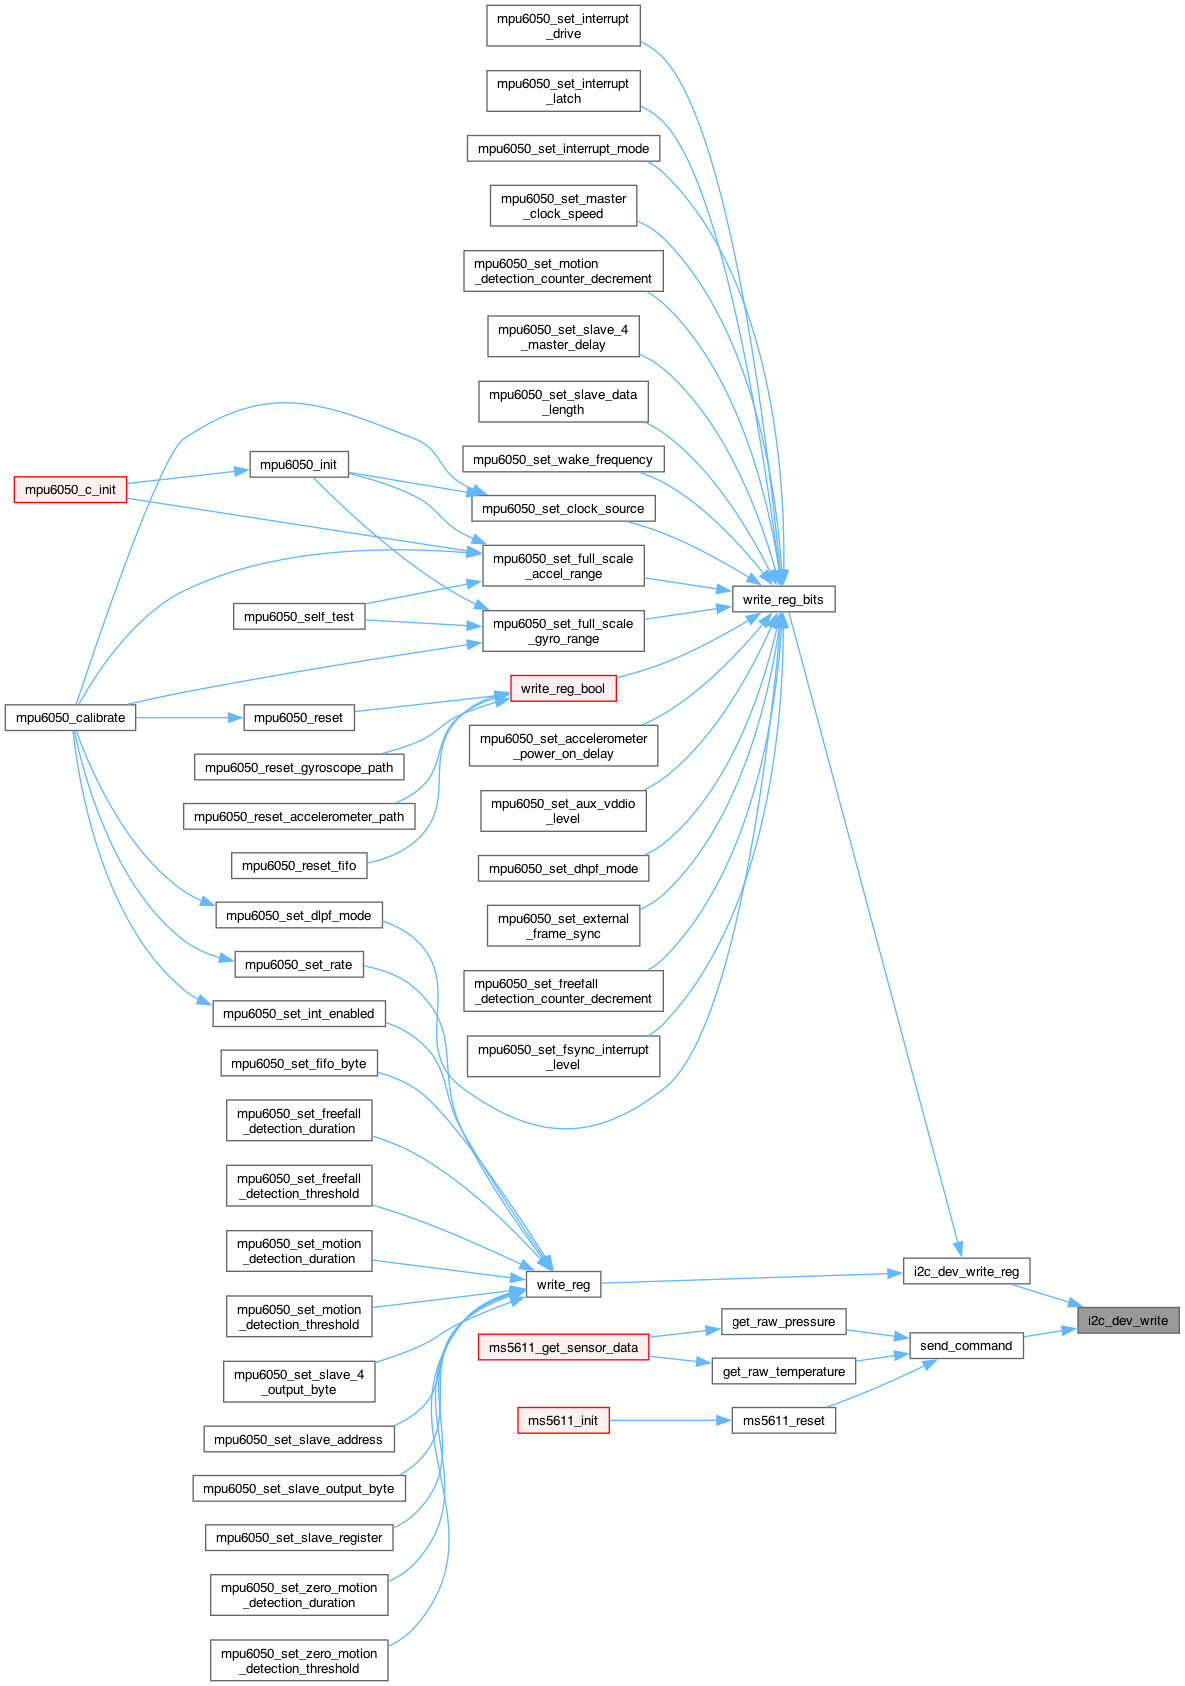 mpu6050_set_interrupt
_drive
mpu6050_set_interrupt
_latch
mpu6050_set_interrupt_mode
mpu6050_set_master
_clock_speed
mpu6050_set_motion
_detection_counter_decrement
mpu6050_set_slave_4
_master_delay
mpu6050_set_slave_data
_length
mpu6050_set_wake_frequency
mpu6050_init
mpu6050_c_init
mpu6050_set_clock_source
mpu6050_set_full_scale
_accel_range
write_reg_bits
mpu6050_self_test
mpu6050_set_full_scale
_gyro_range
write_reg_bool
mpu6050_calibrate
mpu6050_reset
mpu6050_set_accelerometer
_power_on_delay
mpu6050_reset_gyroscope_path
mpu6050_set_aux_vddio
_level
mpu6050_reset_accelerometer_path
mpu6050_reset_fifo
mpu6050_set_dhpf_mode
mpu6050_set_dlpf_mode
mpu6050_set_external
_frame_sync
mpu6050_set_rate
mpu6050_set_freefall
_detection_counter_decrement
mpu6050_set_int_enabled
mpu6050_set_fsync_interrupt
_level
mpu6050_set_fifo_byte
mpu6050_set_freefall
_detection_duration
mpu6050_set_freefall
_detection_threshold
mpu6050_set_motion
_detection_duration
i2c_dev_write_reg
write_reg
mpu6050_set_motion
_detection_threshold
get_raw_pressure
i2c_dev_write
ms5611_get_sensor_data
send_command
get_raw_temperature
mpu6050_set_slave_4
_output_byte
ms5611_init
ms5611_reset
mpu6050_set_slave_address
mpu6050_set_slave_output_byte
mpu6050_set_slave_register
mpu6050_set_zero_motion
_detection_duration
mpu6050_set_zero_motion
_detection_threshold